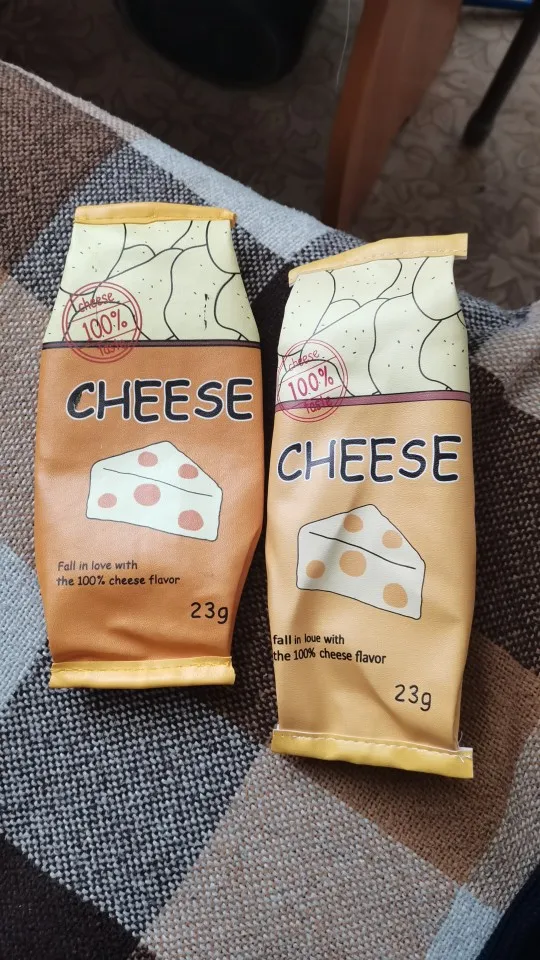 cheese
100%
Taste
CHEESE
Fall in love with
the 100% cheese flavor
23g
cheese
100%
Taste
CHEESE
fall in loue with
the 100% cheese flavor
23g